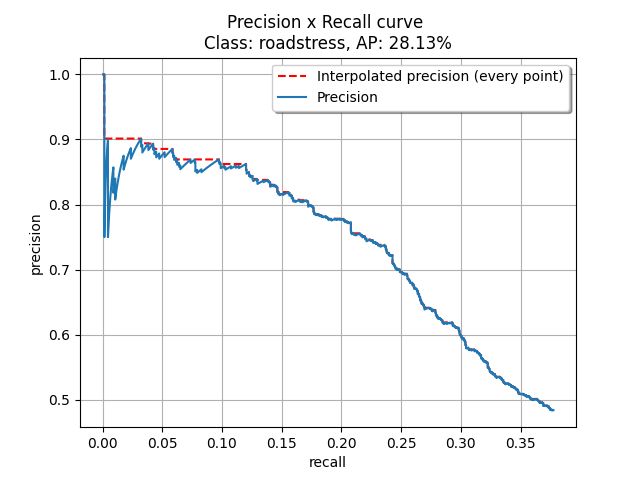 Precision x Recall curve
Class: roadstress, AP: 28.13%
Interpolated precision (every point)
Precision
1.0
0.9
0.8
0.7
0.6
0.5
precision
0.00 0.05 0.10 0.15 0.20 0.25 0.30 0.35
recall